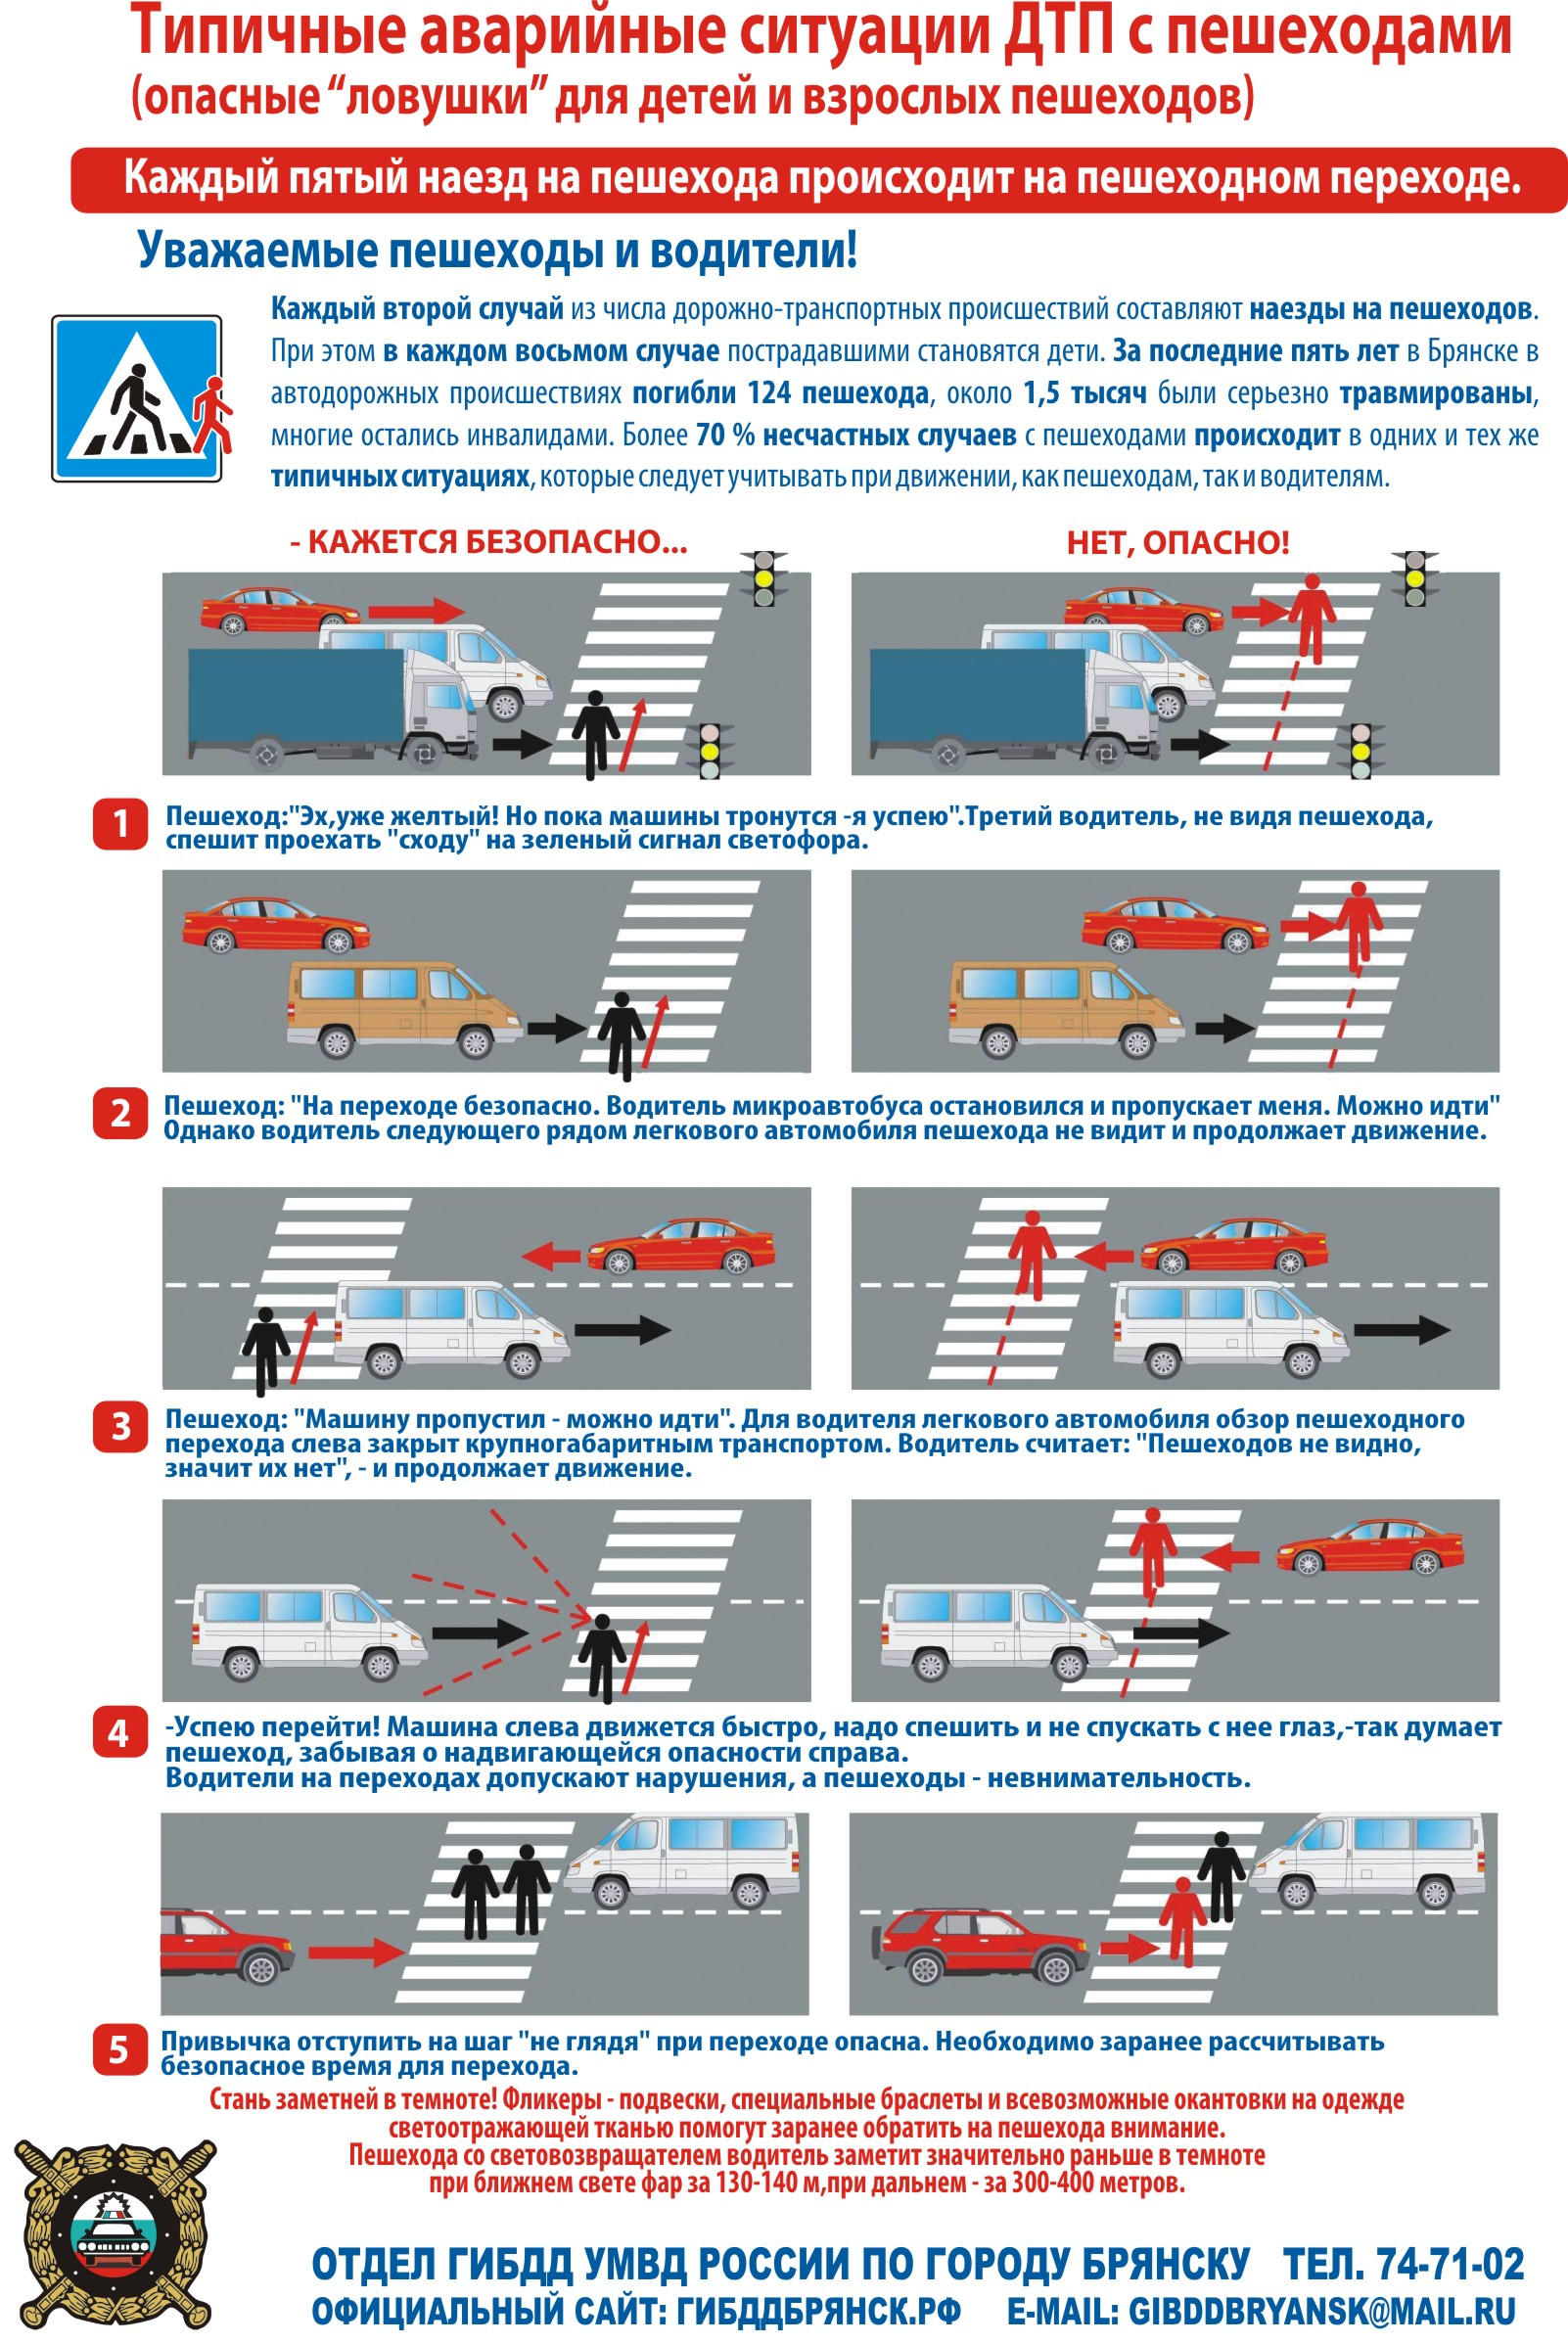 Типичные аварийные ситуации ДТП с пешеходами
(опасные “ловушки” для детей и взрослых пешеходов)
Каждый пятый наезд на пешехода происходит на пешеходном переходе.
Уважаемые пешеходы и водители!
Каждый второй случай из числа дорожно-транспортных происшествий составляют наезды на пешеходов.
При этом в каждом восьмом случае пострадавшими становятся дети. За последние пять лет в Брянске в
автодорожных происшествиях погибли 124 пешехода, около 1,5 тысяч были серьезно травмированы,
многие остались инвалидами. Более 70 % несчастных случаев с пешеходами происходит в одних и тех же
типичных ситуациях, которые следует учитывать при движении, как пешеходам, так и водителям.
- КАЖЕТСЯ БЕЗОПАСНО...
НЕТ, ОПАСНО!
1
Пешеход:"Эх,уже желтый! Но пока машины тронутся -я успею".Третий водитель, не видя пешехода,
спешит проехать "сходу" на зеленый сигнал светофора.
2
Пешеход: "На переходе безопасно. Водитель микроавтобуса остановился и пропускает меня. Можно идти"
Однако водитель следующего рядом легкового автомобиля пешехода не видит и продолжает движение.
3
Пешеход: "Машину пропустил - можно идти". Для водителя легкового автомобиля обзор пешеходного
перехода слева закрыт крупногабаритным транспортом. Водитель считает: "Пешеходов не видно,
значит их нет", - и продолжает движение.
4
-Успею перейти! Машина слева движется быстро, надо спешить и не спускать с нее глаз,-так думает
пешеход, забывая о надвигающейся опасности справа.
Водители на переходах допускают нарушения, а пешеходы - невнимательность.
5
Привычка отступить на шаг "не глядя" при переходе опасна. Необходимо заранее рассчитывать
безопасное время для перехода.
Стань заметней в темноте! Фликеры - подвески, специальные браслеты и всевозможные окантовки на одежде
светоотражающей тканью помогут заранее обратить на пешехода внимание.
Пешехода со световозвращателем водитель заметит значительно раньше в темноте
при ближнем свете фар за 130-140 м,при дальнем - за 300-400 метров.
ОТДЕЛ ГИБДД УМВД РОССИИ ПО ГОРОДУ БРЯНСКУ ТЕЛ. 74-71-02
ОФИЦИАЛЬНЫЙ САЙТ: ГИБДДБРЯНСК.РФ E-MAIL: GIBDDBRYANSK@MAIL.RU